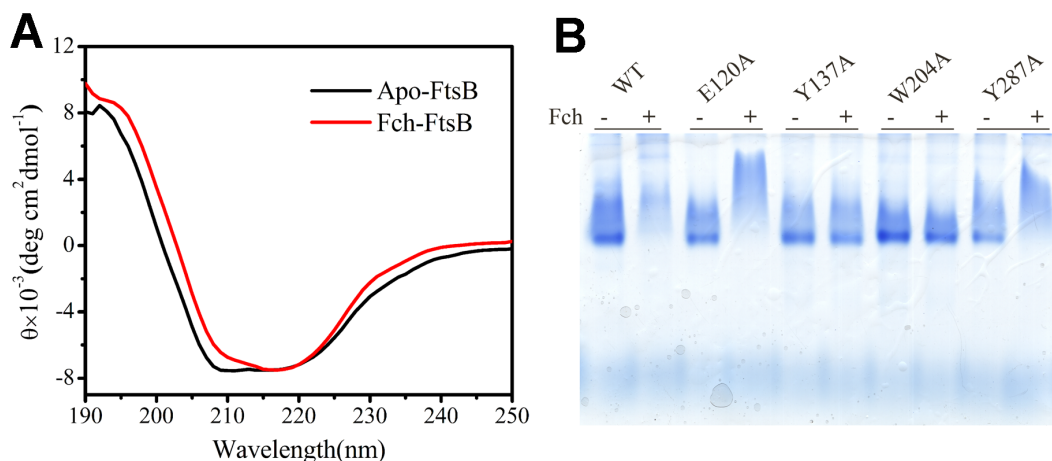 A
12
8
4
0
-4
-8
θ×10⁻³(deg cm²dmol⁻¹)
Apo-FtsB
Fch-FtsB
190 200 210 220 230 240 250
Wavelength(nm)
B
WT E120A Y137A W204A Y287A
Fch - + - + - + - + - +